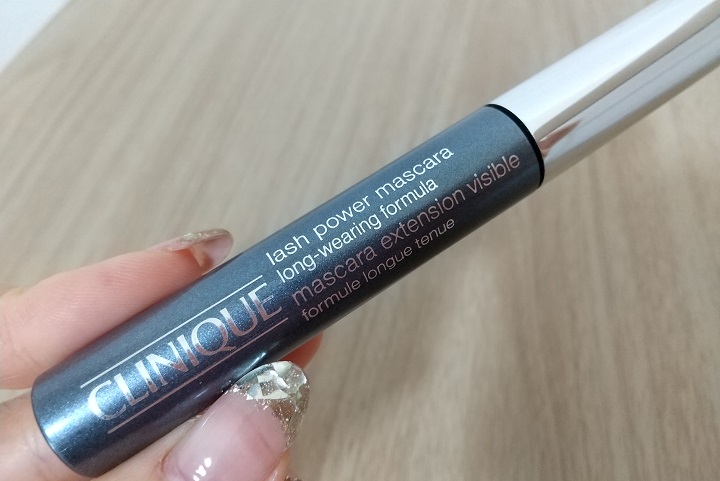 CLINIQUE
lash power mascara
long-wearing formula
mascara extension visible
formule longue tenue